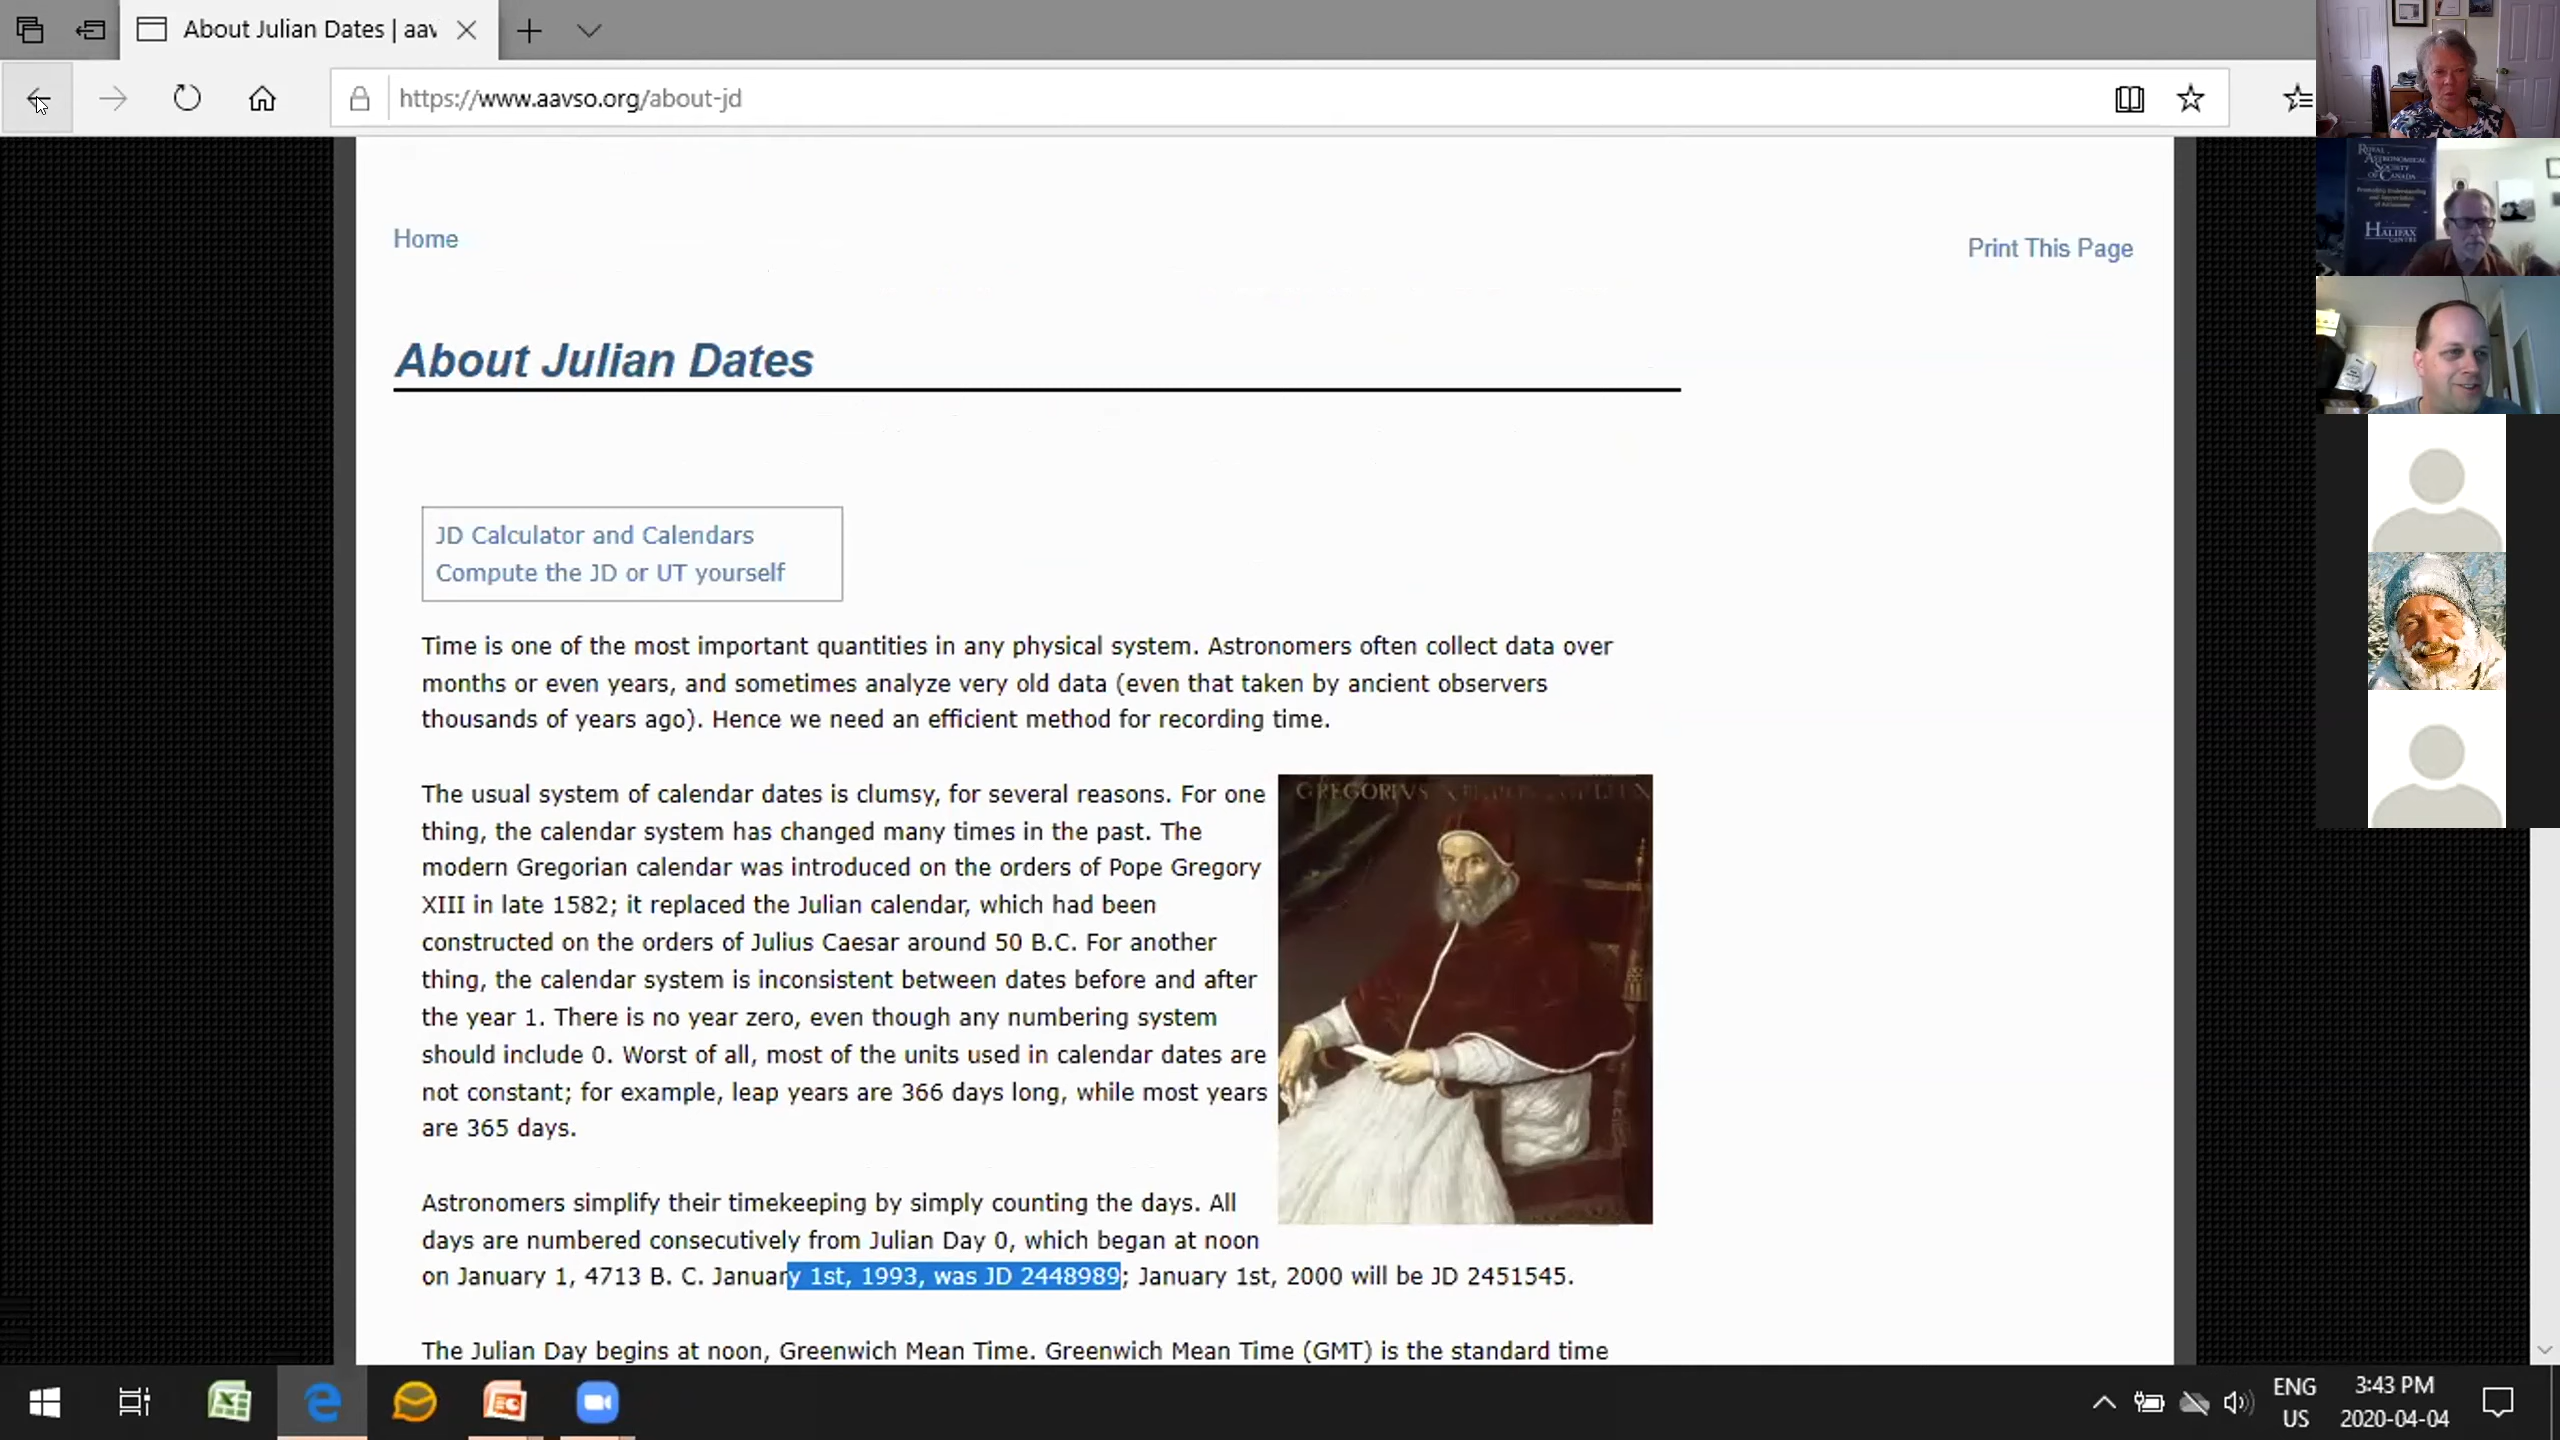 About Julian Dates | aav
https://www.aavso.org/about-jd
ROYAL
ASTRONOMICAL
SOCIETY
OF CANADA
HALIFAX
CENTRE
Home
Print This Page
About Julian Dates
JD Calculator and Calendars
Compute the JD or UT yourself
Time is one of the most important quantities in any physical system. Astronomers often collect data over
months or even years, and sometimes analyze very old data (even that taken by ancient observers
thousands of years ago). Hence we need an efficient method for recording time.
The usual system of calendar dates is clumsy, for several reasons. For one
thing, the calendar system has changed many times in the past. The
modern Gregorian calendar was introduced on the orders of Pope Gregory
XIII in late 1582; it replaced the Julian calendar, which had been
constructed on the orders of Julius Caesar around 50 B.C. For another
thing, the calendar system is inconsistent between dates before and after
the year 1. There is no year zero, even though any numbering system
should include 0. Worst of all, most of the units used in calendar dates are
not constant; for example, leap years are 366 days long, while most years
are 365 days.
GREGORIVS
Astronomers simplify their timekeeping by simply counting the days. All
days are numbered consecutively from Julian Day 0, which began at noon
on January 1, 4713 B. C. January 1st, 1993, was JD 2448989; January 1st, 2000 will be JD 2451545.
The Julian Day begins at noon, Greenwich Mean Time. Greenwich Mean Time (GMT) is the standard time
ENG
US
3:43 PM
2020-04-04